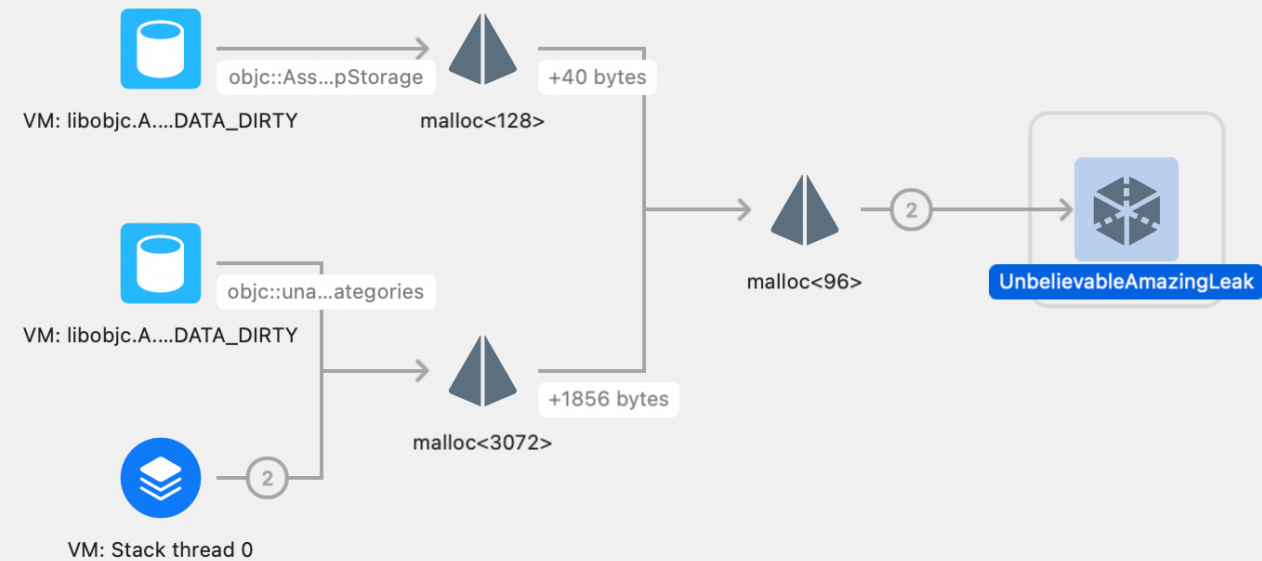 objc::Ass...pStorage
+40 bytes
VM: libobjc.A....DATA_DIRTY
malloc<128>
2
malloc<96>
UnbelievableAmazingLeak
objc::una...ategories
VM: libobjc.A....DATA_DIRTY
+1856 bytes
malloc<3072>
2
VM: Stack thread 0